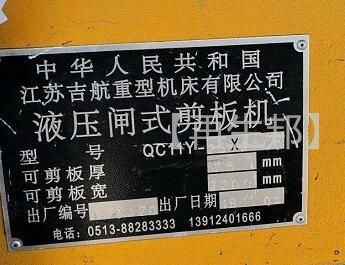 中华人民共和国
江苏吉航重型机床有限公司
液压闸式剪板机
型号 QC11Y- X
可剪板厚 mm
可剪板宽 mm
出厂编号 出厂日期
电话：0513-88283333 13912401666